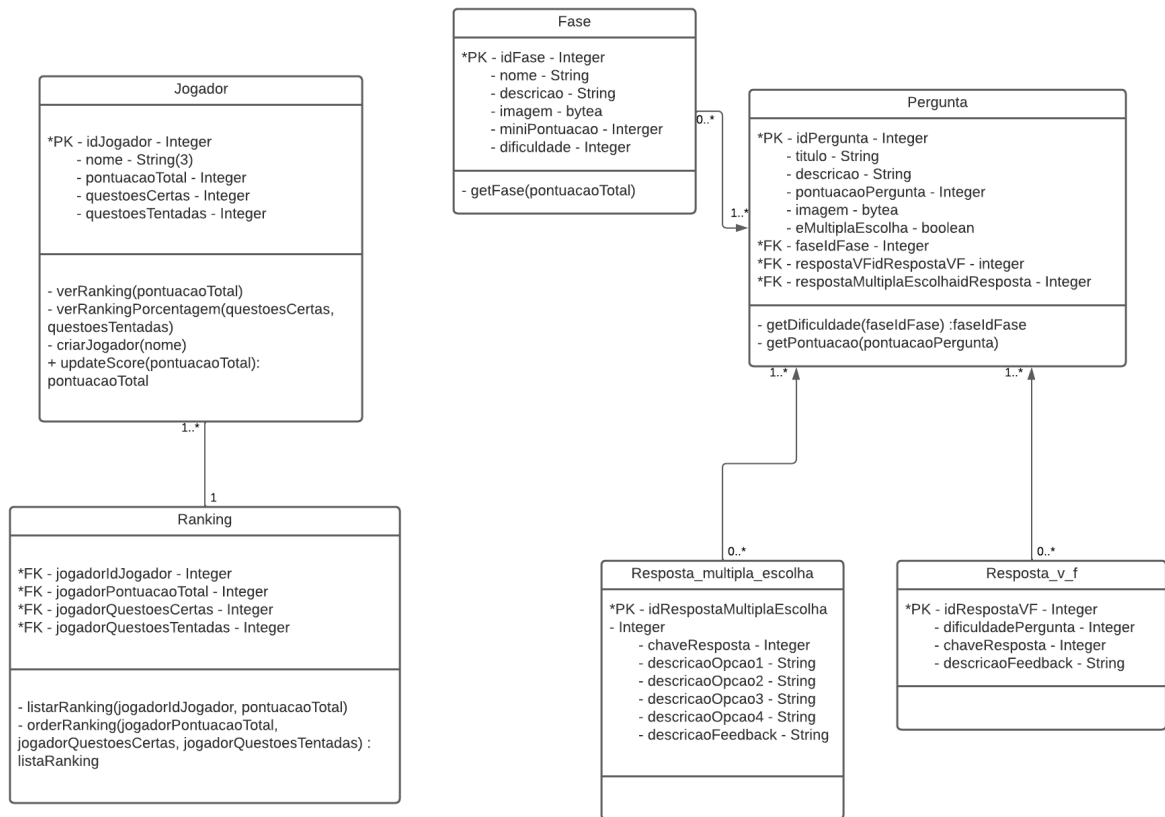 Fase
*PK - idFase - Integer
- nome - String
- descricao - String
- imagem - bytea
- miniPontuacao - Interger
- dificuldade - Integer
- getFase(pontuacaoTotal)
0..*
1..*
Jogador
*PK - idJogador - Integer
- nome - String(3)
- pontuacaoTotal - Integer
- questoesCertas - Integer
- questoesTentadas - Integer
- verRanking(pontuacaoTotal)
- verRankingPorcentagem(questoesCertas,
questoesTentadas)
- criarJogador(nome)
+ updateScore(pontuacaoTotal):
pontuacaoTotal
1..*
1
Pergunta
*PK - idPergunta - Integer
- titulo - String
- descricao - String
- pontuacaoPergunta - Integer
- imagem - bytea
- eMultiplaEscolha - boolean
*FK - faseIdFase - Integer
*FK - respostaVFidRespostaVF - integer
*FK - respostaMultiplaEscolhaidResposta - Integer
- getDificuldade(faseIdFase) :faseIdFase
- getPontuacao(pontuacaoPergunta)
1..*
1..*
Ranking
*FK - jogadorIdJogador - Integer
*FK - jogadorPontuacaoTotal - Integer
*FK - jogadorQuestoesCertas - Integer
*FK - jogadorQuestoesTentadas - Integer
- listarRanking(jogadorIdJogador, pontuacaoTotal)
- orderRanking(jogadorPontuacaoTotal,
jogadorQuestoesCertas, jogadorQuestoesTentadas) :
listaRanking
0..*
0..*
Resposta_multipla_escolha
*PK - idRespostaMultiplaEscolha
- Integer
- chaveResposta - Integer
- descricaoOpcao1 - String
- descricaoOpcao2 - String
- descricaoOpcao3 - String
- descricaoOpcao4 - String
- descricaoFeedback - String
Resposta_v_f
*PK - idRespostaVF - Integer
- dificuldadePergunta - Integer
- chaveResposta - Integer
- descricaoFeedback - String